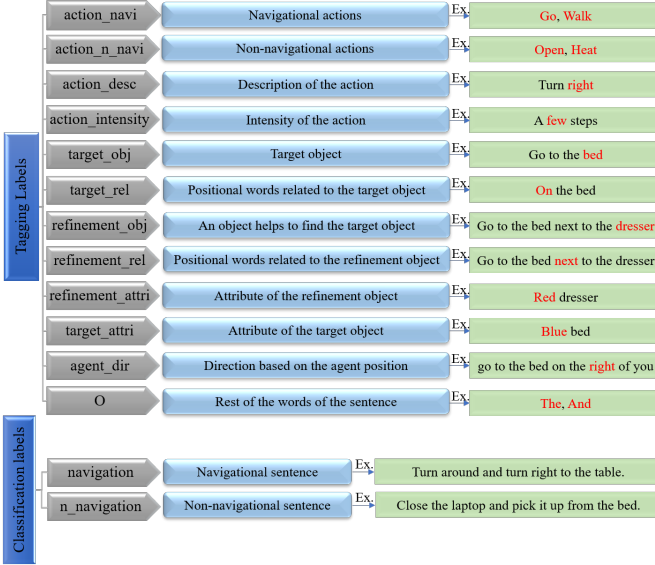 Tagging Labels
action_navi Navigational actions Ex. Go, Walk
action_n_navi Non-navigational actions Ex. Open, Heat
action_desc Description of the action Ex. Turn right
action_intensity Intensity of the action Ex. A few steps
target_obj Target object Ex. Go to the bed
target_rel Positional words related to the target object Ex. On the bed
refinement_obj An object helps to find the target object Ex. Go to the bed next to the dresser
refinement_rel Positional words related to the refinement object Ex. Go to the bed next to the dresser
refinement_attri Attribute of the refinement object Ex. Red dresser
target_attri Attribute of the target object Ex. Blue bed
agent_dir Direction based on the agent position Ex. go to the bed on the right of you
O Rest of the words of the sentence Ex. The, And
Classification labels
navigation Navigational sentence Ex. Turn around and turn right to the table.
n_navigation Non-navigational sentence Ex. Close the laptop and pick it up from the bed.